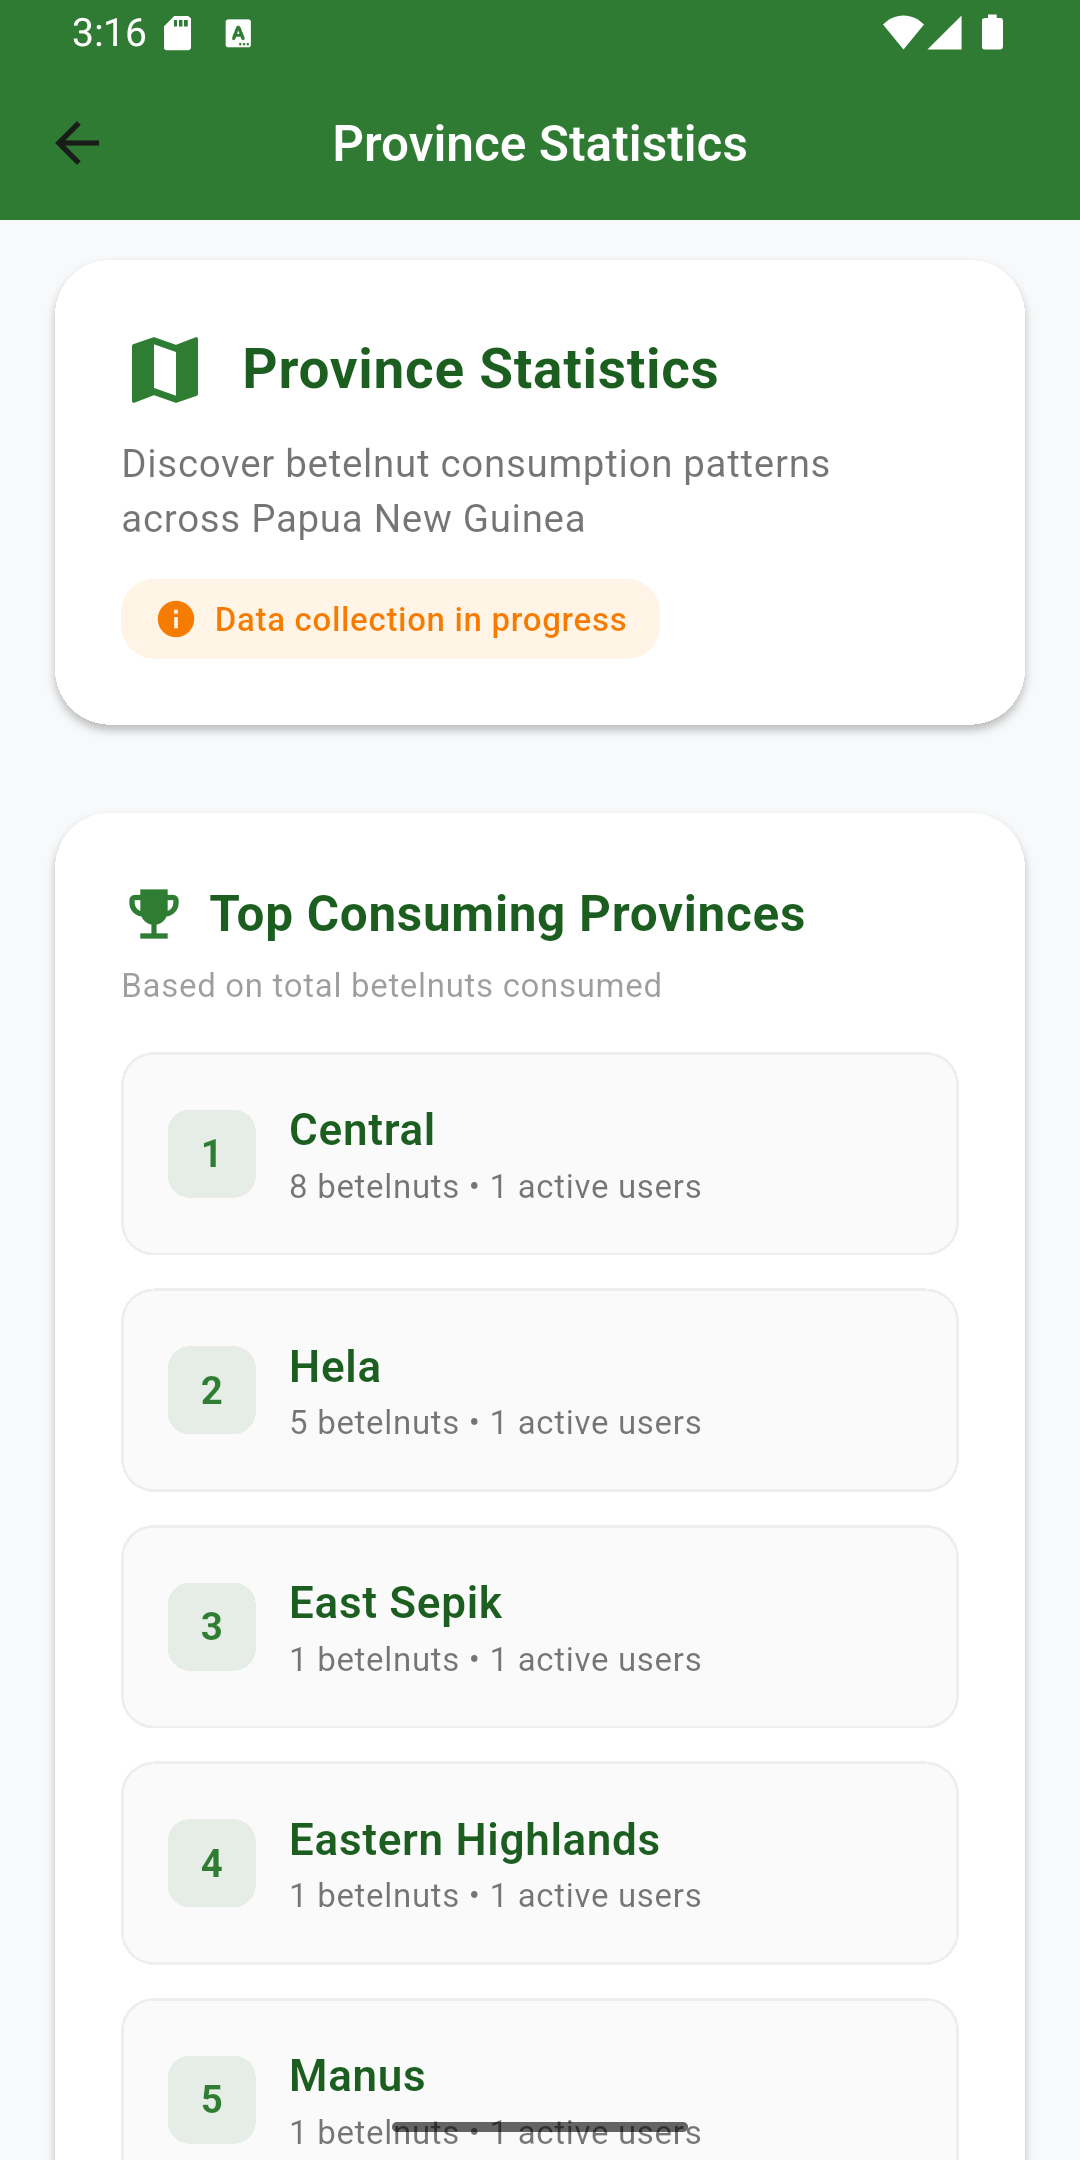 3:16
Province Statistics
Province Statistics
Discover betelnut consumption patterns
across Papua New Guinea
Data collection in progress
Top Consuming Provinces
Based on total betelnuts consumed
1
Central
8 betelnuts • 1 active users
2
Hela
5 betelnuts • 1 active users
3
East Sepik
1 betelnuts • 1 active users
4
Eastern Highlands
1 betelnuts • 1 active users
5
Manus
1 betelnuts • 1 active users